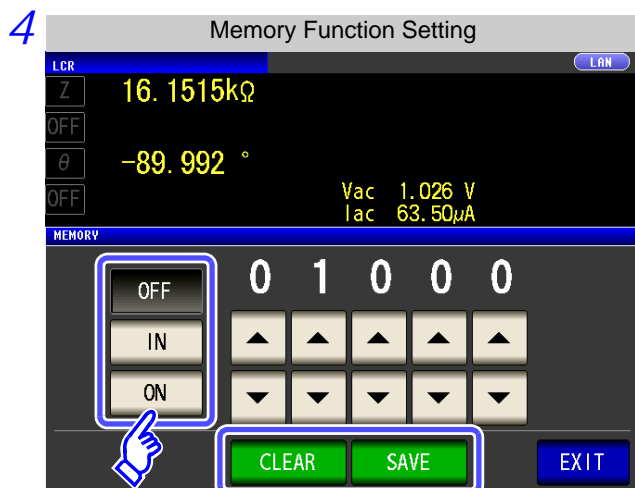 4 Memory Function Setting
LCR LAN
Z 16.1515kΩ
OFF
θ -89.992 °
OFF Vac 1.026 V
Iac 63.50μA
MEMORY
OFF 0 1 0 0 0
IN
ON
CLEAR SAVE EXIT